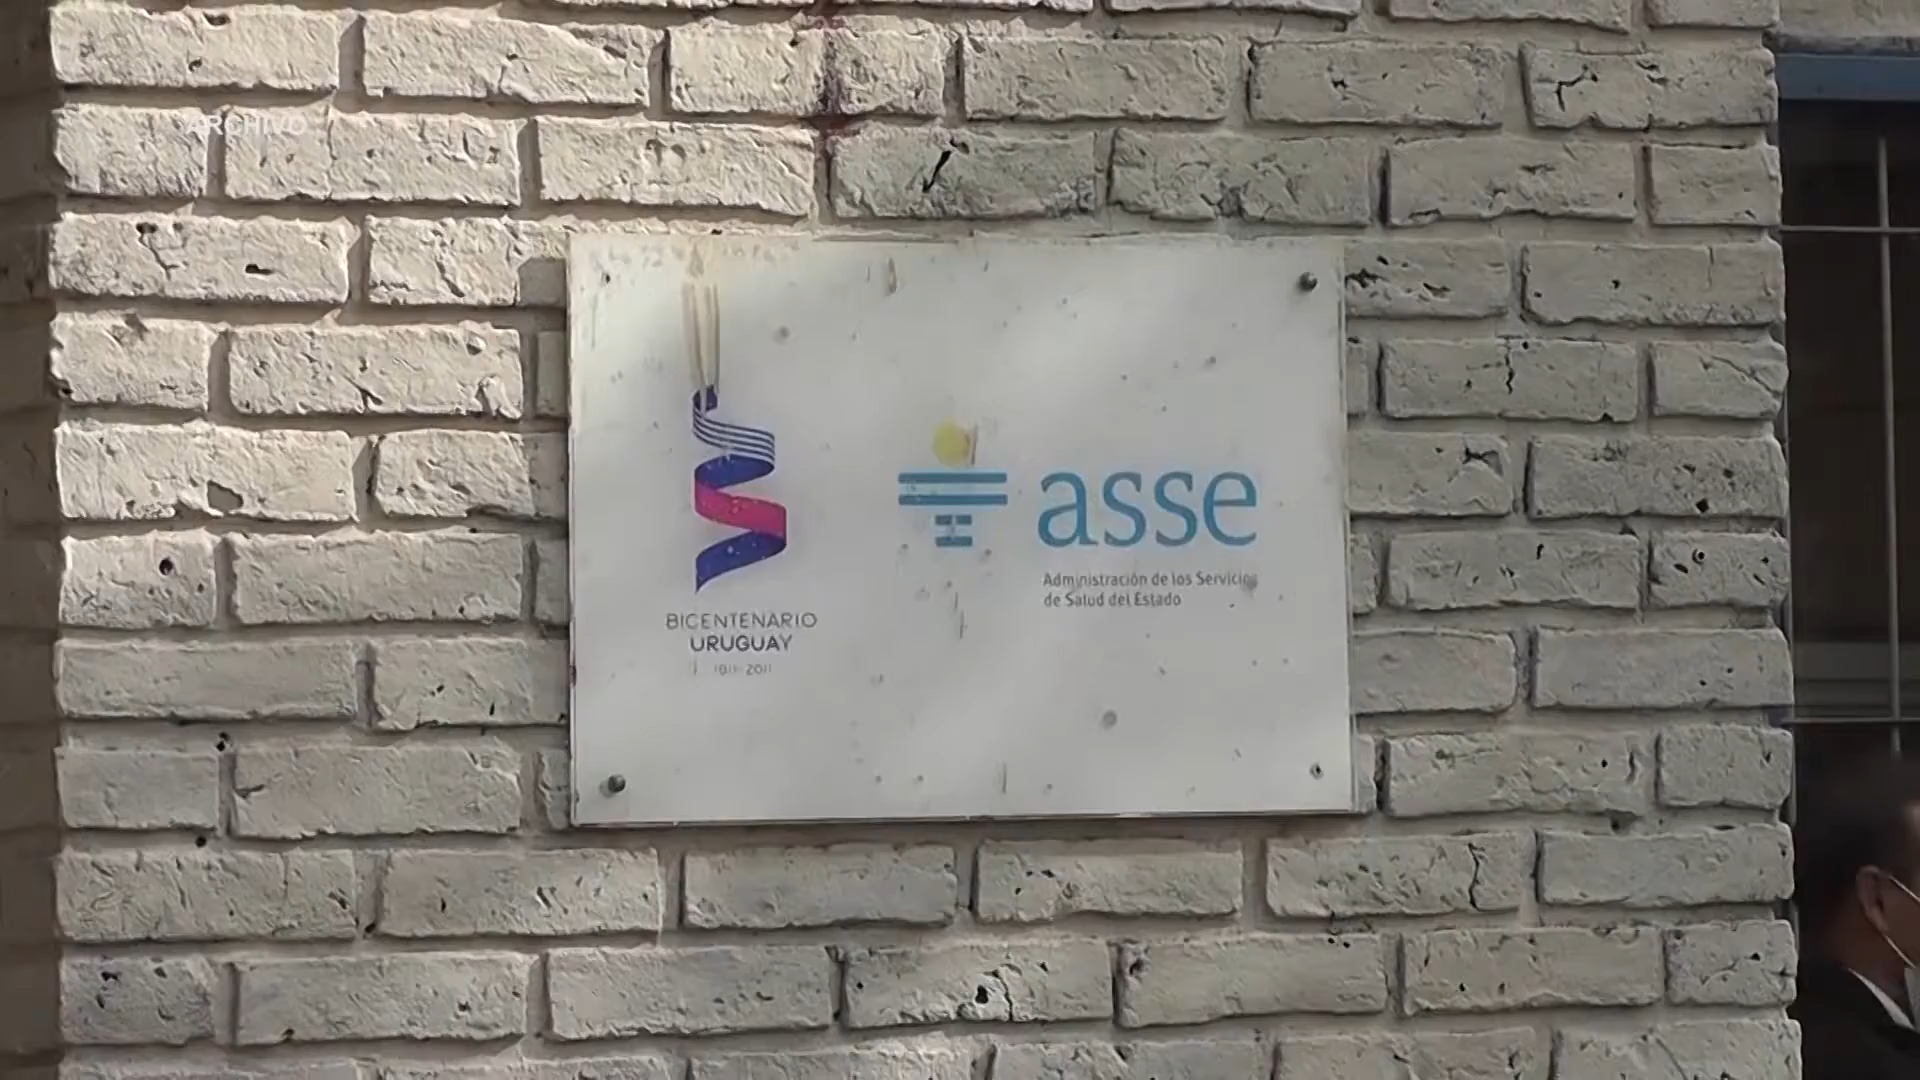 ARCHIVO
BICENTENARIO
URUGUAY
1811-2011
asse
Administración de los Servicios
de Salud del Estado